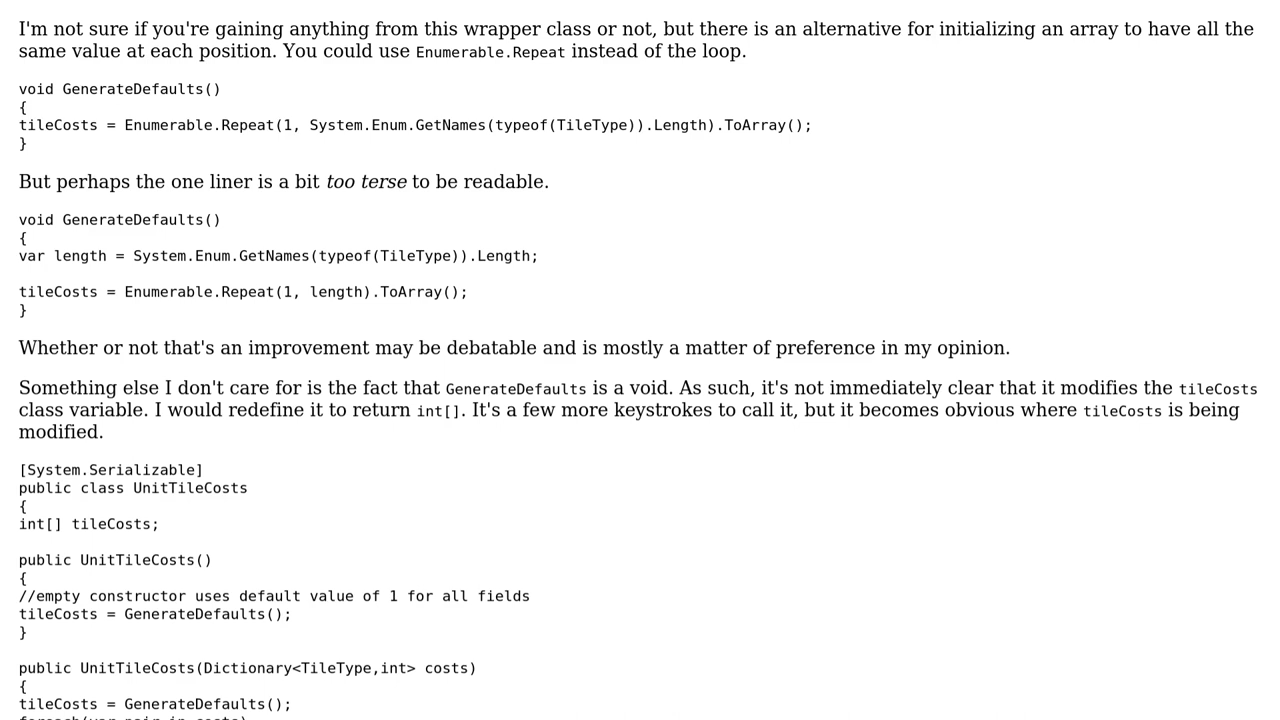 I'm not sure if you're gaining anything from this wrapper class or not, but there is an alternative for initializing an array to have all the
same value at each position. You could use Enumerable.Repeat instead of the loop.
void GenerateDefaults()
{
tileCosts = Enumerable.Repeat(1, System.Enum.GetNames(typeof(TileType)).Length).ToArray();
}
But perhaps the one liner is a bit too terse to be readable.
void GenerateDefaults()
{
var length = System.Enum.GetNames(typeof(TileType)).Length;
tileCosts = Enumerable.Repeat(1, length).ToArray();
}
Whether or not that's an improvement may be debatable and is mostly a matter of preference in my opinion.
Something else I don't care for is the fact that GenerateDefaults is a void. As such, it's not immediately clear that it modifies the tileCosts
class variable. I would redefine it to return int[]. It's a few more keystrokes to call it, but it becomes obvious where tileCosts is being
modified.
[System.Serializable]
public class UnitTileCosts
{
int[] tileCosts;
public UnitTileCosts()
{
//empty constructor uses default value of 1 for all fields
tileCosts = GenerateDefaults();
}
public UnitTileCosts(Dictionary<TileType,int> costs)
{
tileCosts = GenerateDefaults();
foreach(var pair in costs)